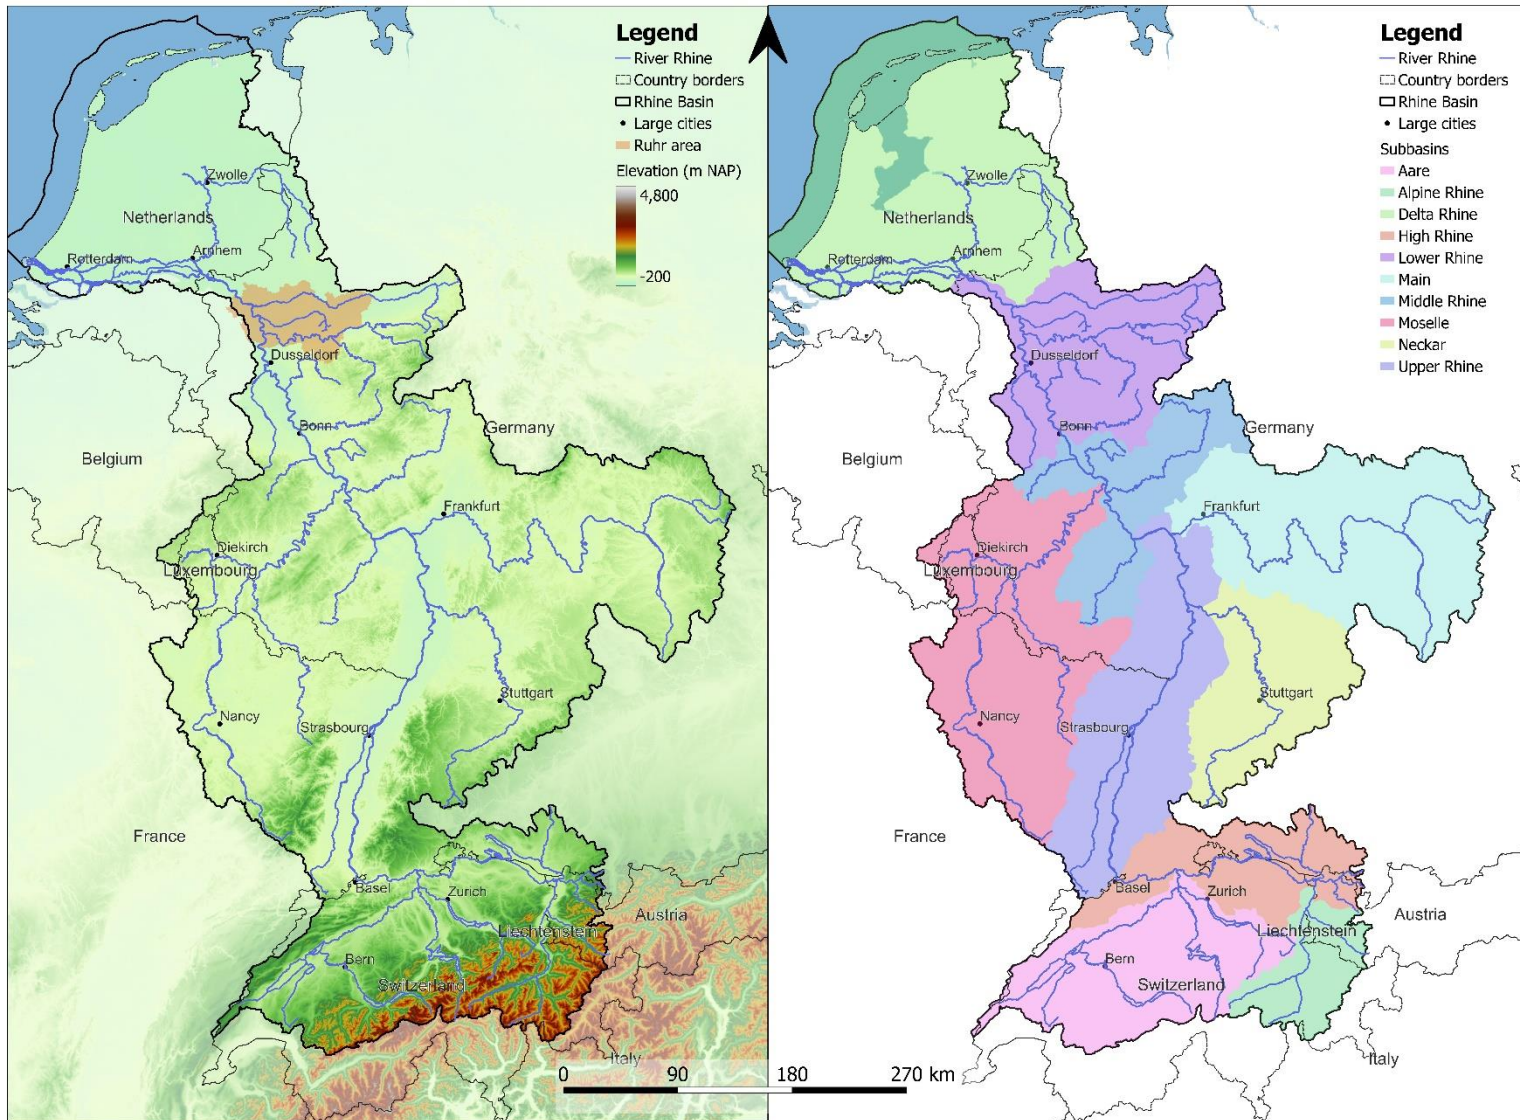 Legend
River Rhine
Country borders
Rhine Basin
Large cities
Ruhr area
Elevation (m NAP)
4,800
-200
Zwolle
Netherlands
Arnhem
Rotterdam
Dusseldorf
Bonn
Germany
Belgium
Frankfurt
Diekirch
Luxembourg
Stuttgart
Nancy
Strasbourg
France
Basel
Zurich
Austria
Liechtenstein
Bern
Switzerland
Italy
0 90 180 270 km
Legend
River Rhine
Country borders
Rhine Basin
Large cities
Subbasins
Aare
Alpine Rhine
Delta Rhine
High Rhine
Lower Rhine
Main
Middle Rhine
Moselle
Neckar
Upper Rhine
Zwolle
Netherlands
Arnhem
Rotterdam
Dusseldorf
Bonn
Germany
Belgium
Frankfurt
Diekirch
Luxembourg
Stuttgart
Nancy
Strasbourg
France
Basel
Zurich
Austria
Liechtenstein
Bern
Switzerland
Italy